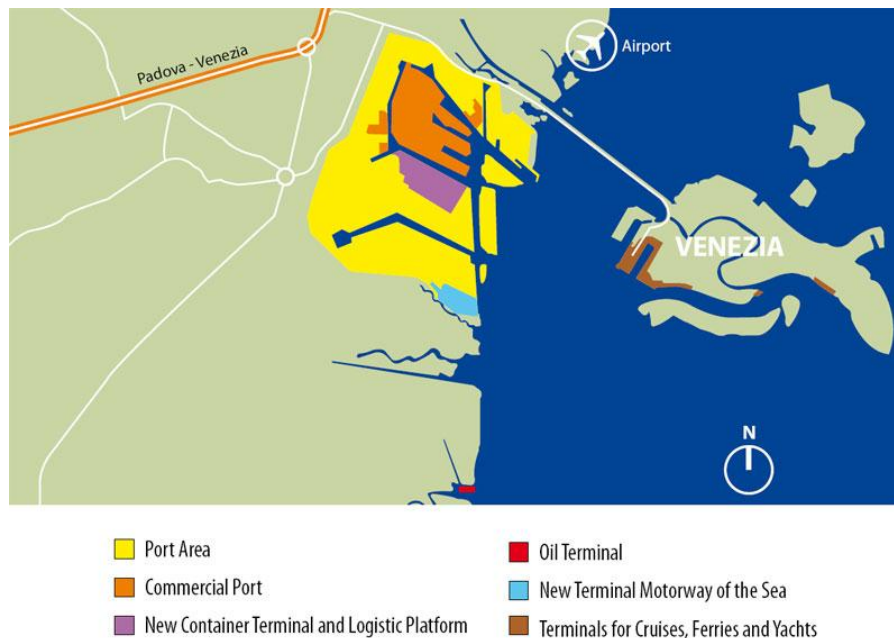 Padova - Venezia
Airport
VENEZIA
N
Port Area
Commercial Port
New Container Terminal and Logistic Platform
Oil Terminal
New Terminal Motorway of the Sea
Terminals for Cruises, Ferries and Yachts